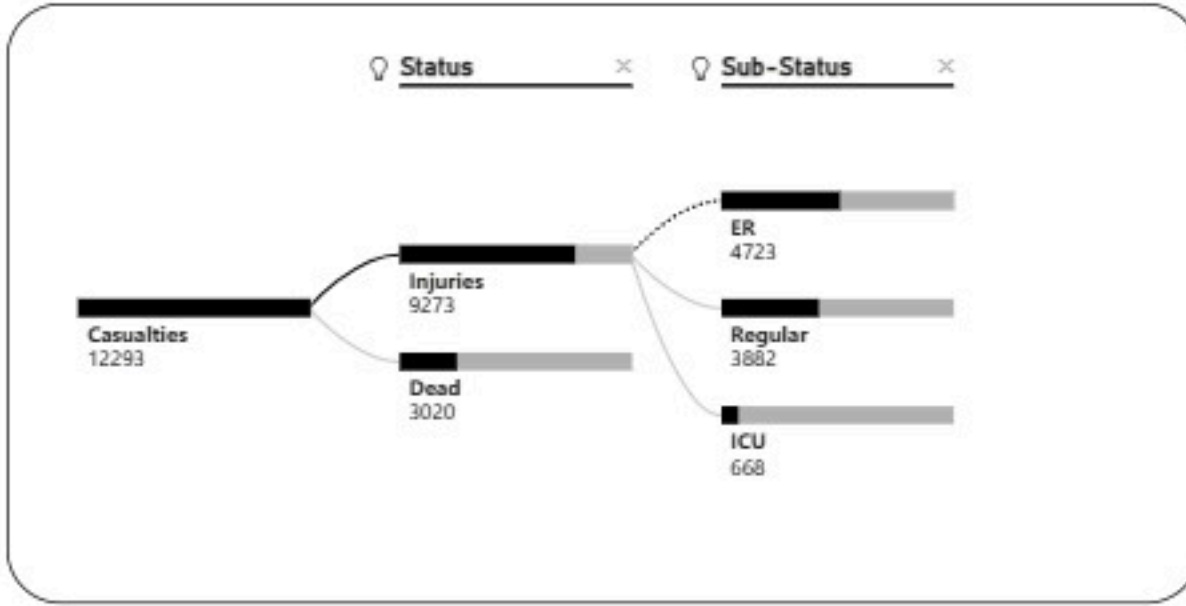 Status
Sub-Status
Casualties
12293
Injuries
9273
Dead
3020
ER
4723
Regular
3882
ICU
668